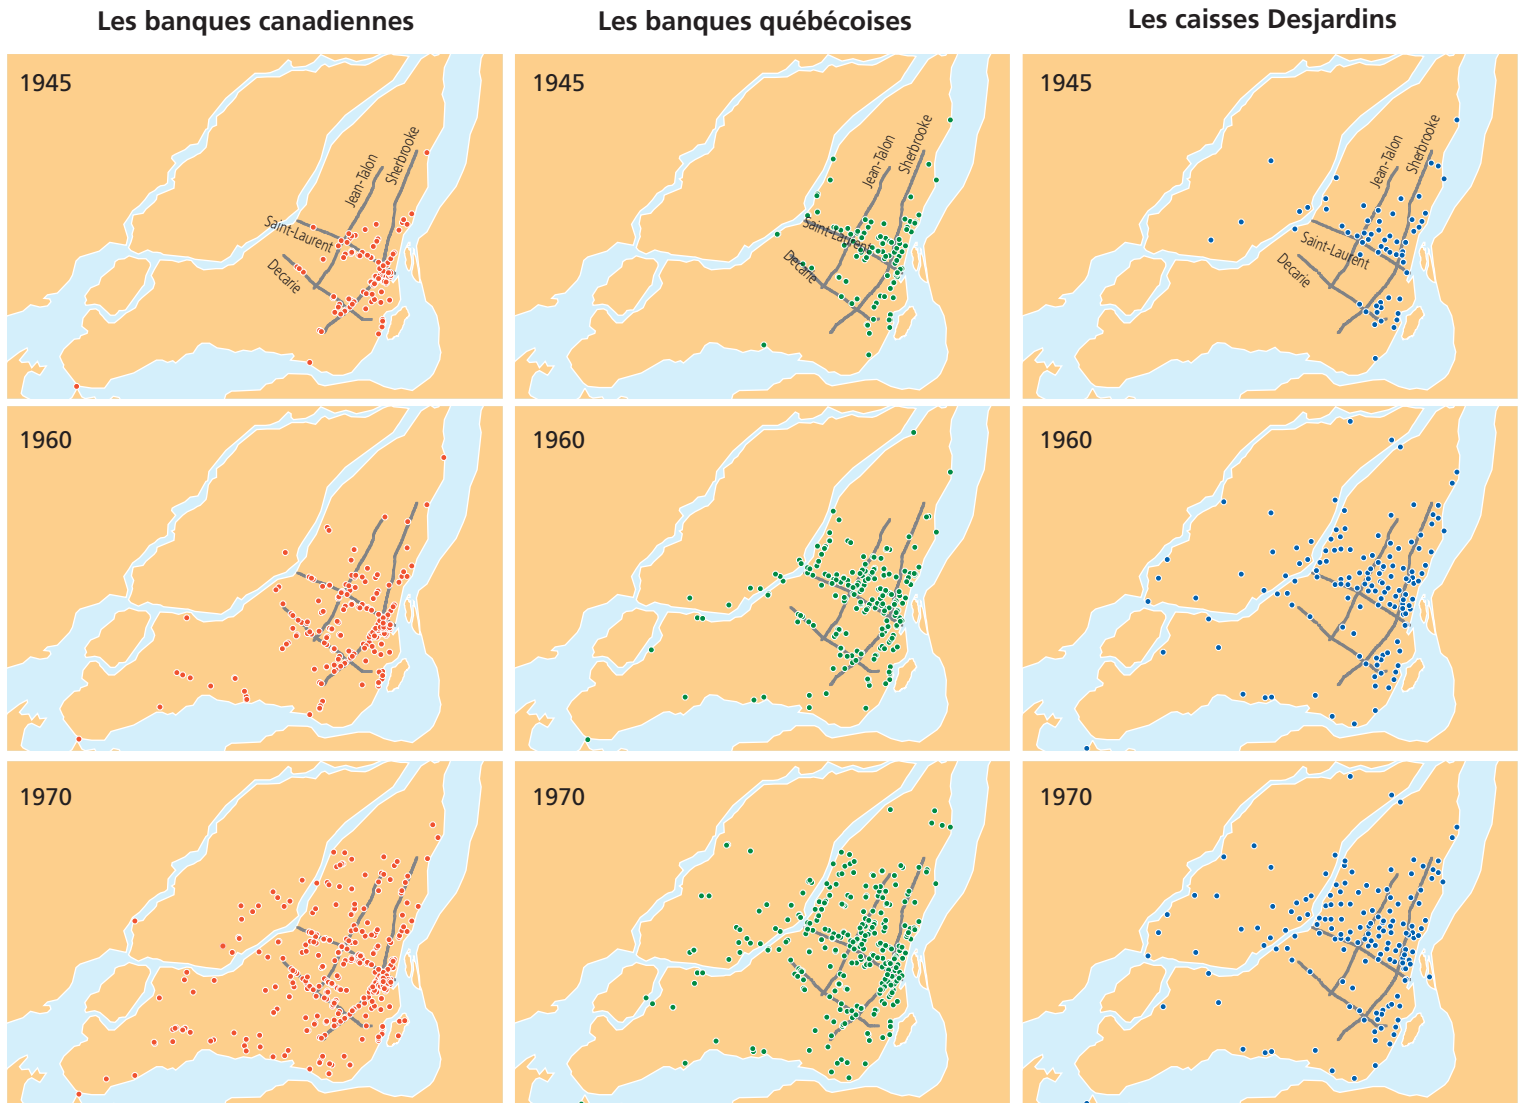 Les banques canadiennes
Les banques québécoises
Les caisses Desjardins
1945
Jean-Talon
Sherbrooke
Saint-Laurent
Decarie
1945
Jean-Talon
Sherbrooke
Saint-Laurent
Decarie
1945
Jean-Talon
Sherbrooke
Saint-Laurent
Decarie
1960
1960
1960
1970
1970
1970